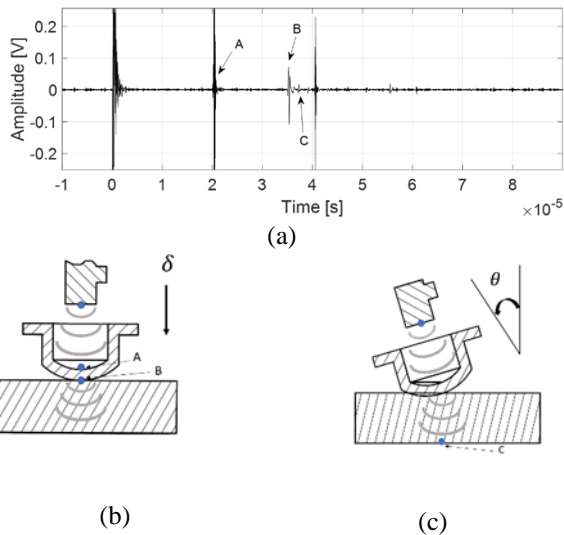 0.2
0.1
0
-0.1
-0.2
Amplitude [V]
A
B
C
-1 0 1 2 3 4 5 6 7 8
Time [s]
×10-5
(a)
δ
A
B
θ
C
(b)
(c)